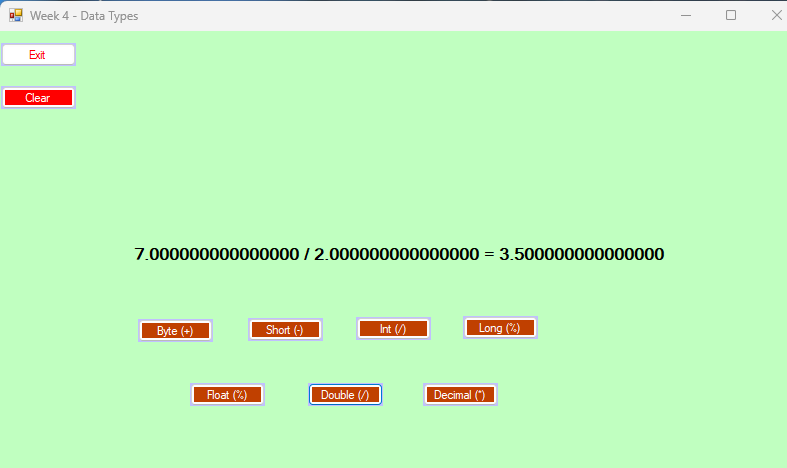 Week 4 - Data Types
Exit
Clear
7.000000000000000 / 2.000000000000000 = 3.500000000000000
Byte (+) Short (-) Int (/) Long (%)
Float (%) Double (/) Decimal (*)